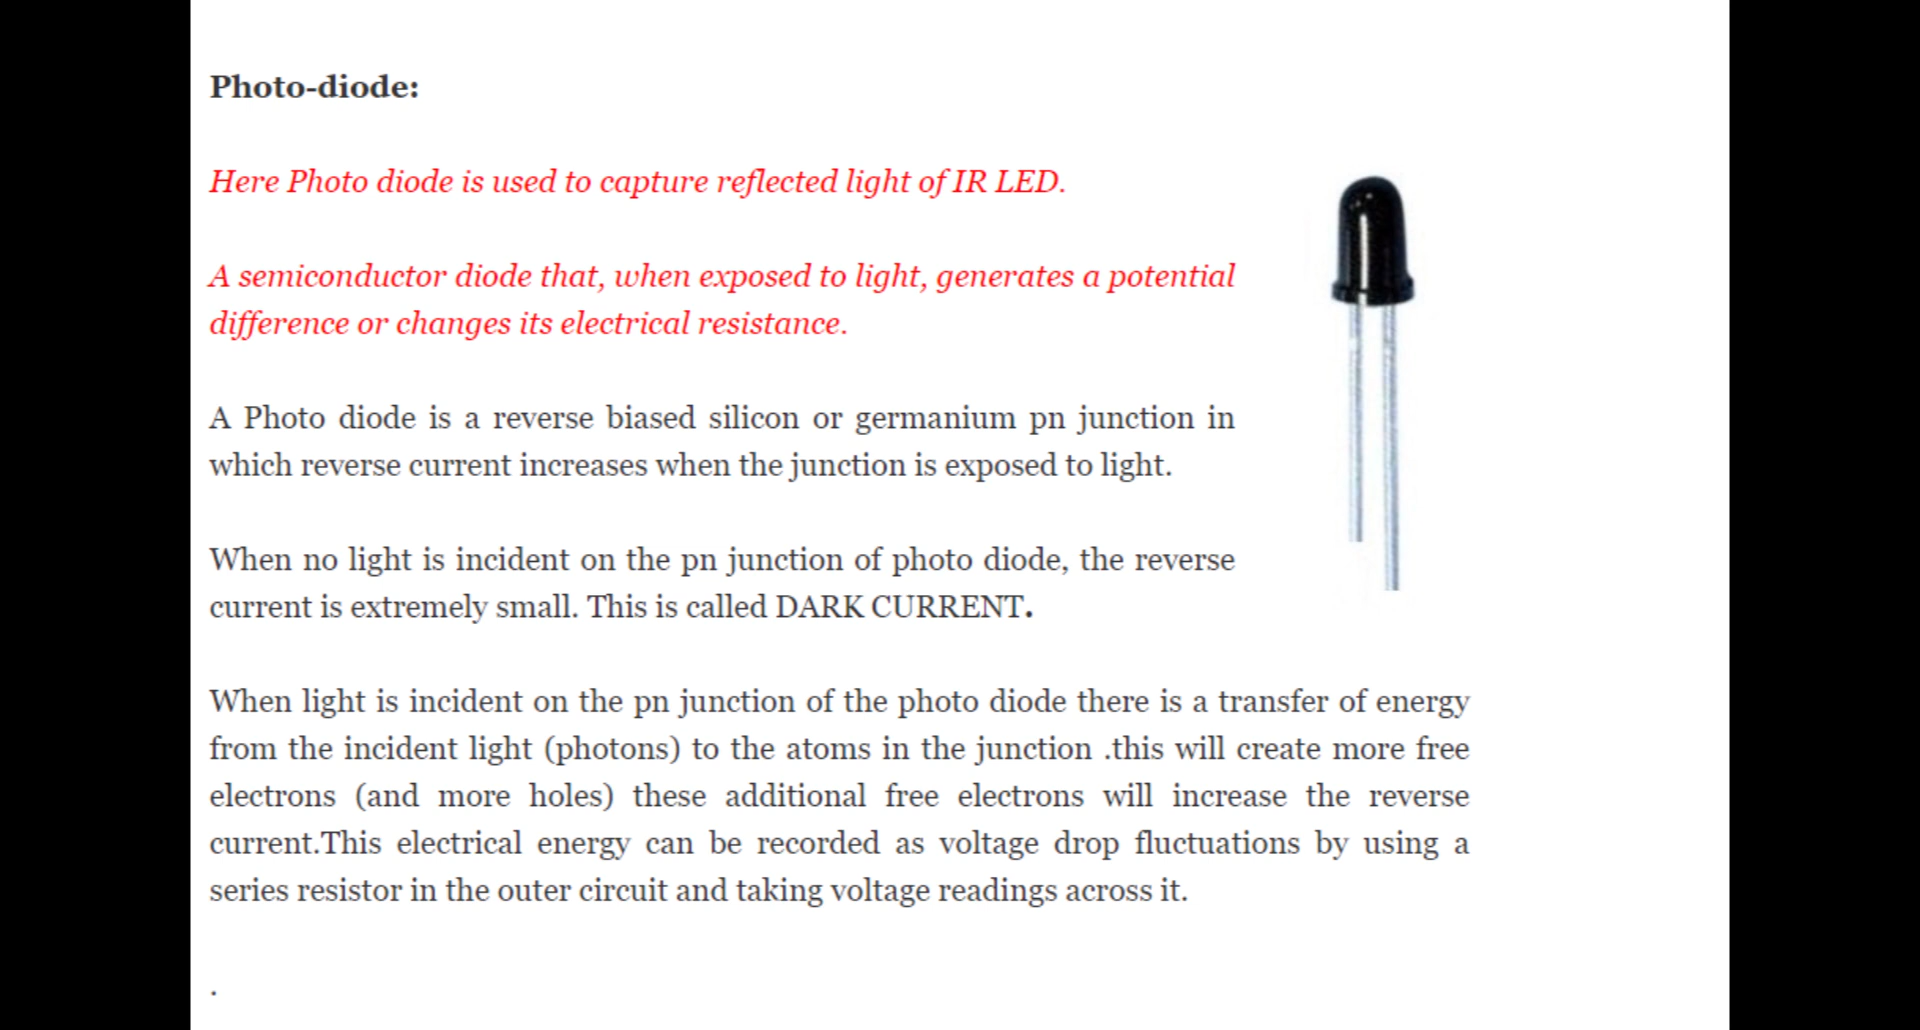 Photo-diode:
Here Photo diode is used to capture reflected light of IR LED.
A semiconductor diode that, when exposed to light, generates a potential
difference or changes its electrical resistance.
A Photo diode is a reverse biased silicon or germanium pn junction in
which reverse current increases when the junction is exposed to light.
When no light is incident on the pn junction of photo diode, the reverse
current is extremely small. This is called DARK CURRENT.
When light is incident on the pn junction of the photo diode there is a transfer of energy
from the incident light (photons) to the atoms in the junction .this will create more free
electrons (and more holes) these additional free electrons will increase the reverse
current.This electrical energy can be recorded as voltage drop fluctuations by using a
series resistor in the outer circuit and taking voltage readings across it.
.